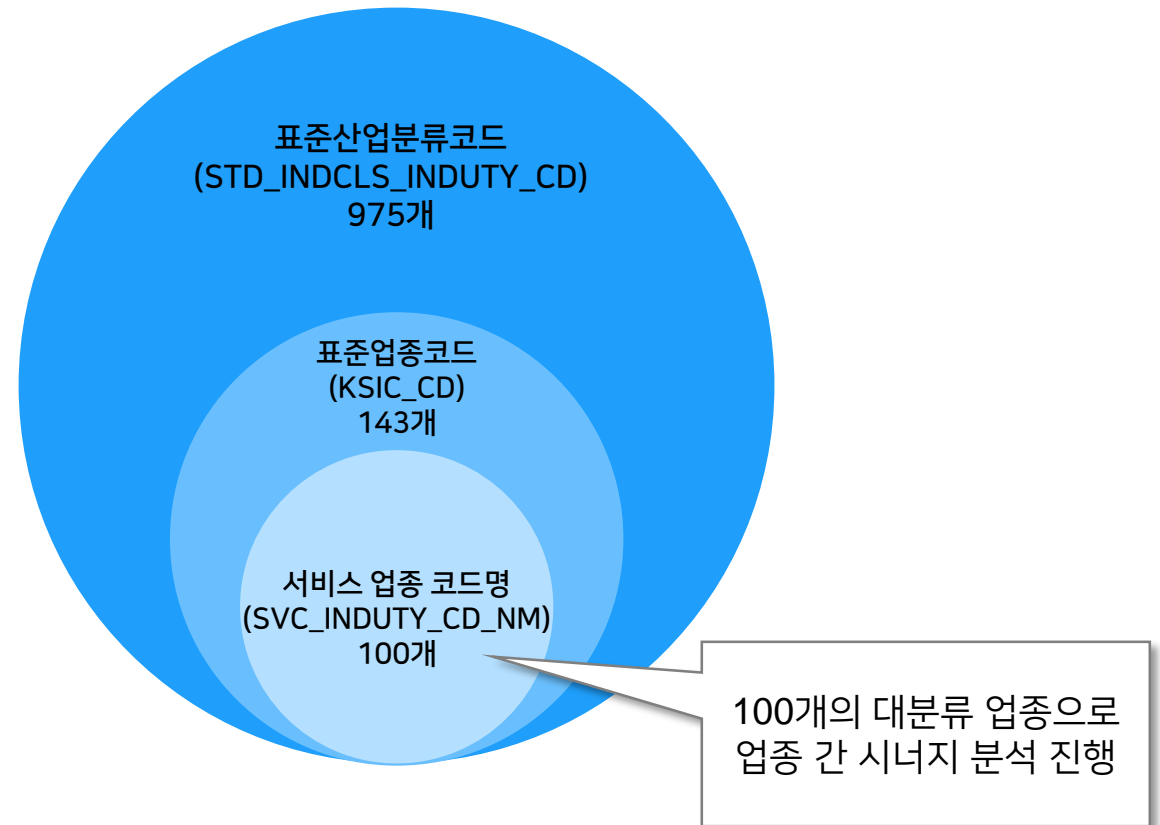 표준산업분류코드
(STD_INDCLS_INDUTY_CD)
975개
표준업종코드
(KSIC_CD)
143개
서비스 업종 코드명
(SVC_INDUTY_CD_NM)
100개
100개의 대분류 업종으로
업종 간 시너지 분석 진행